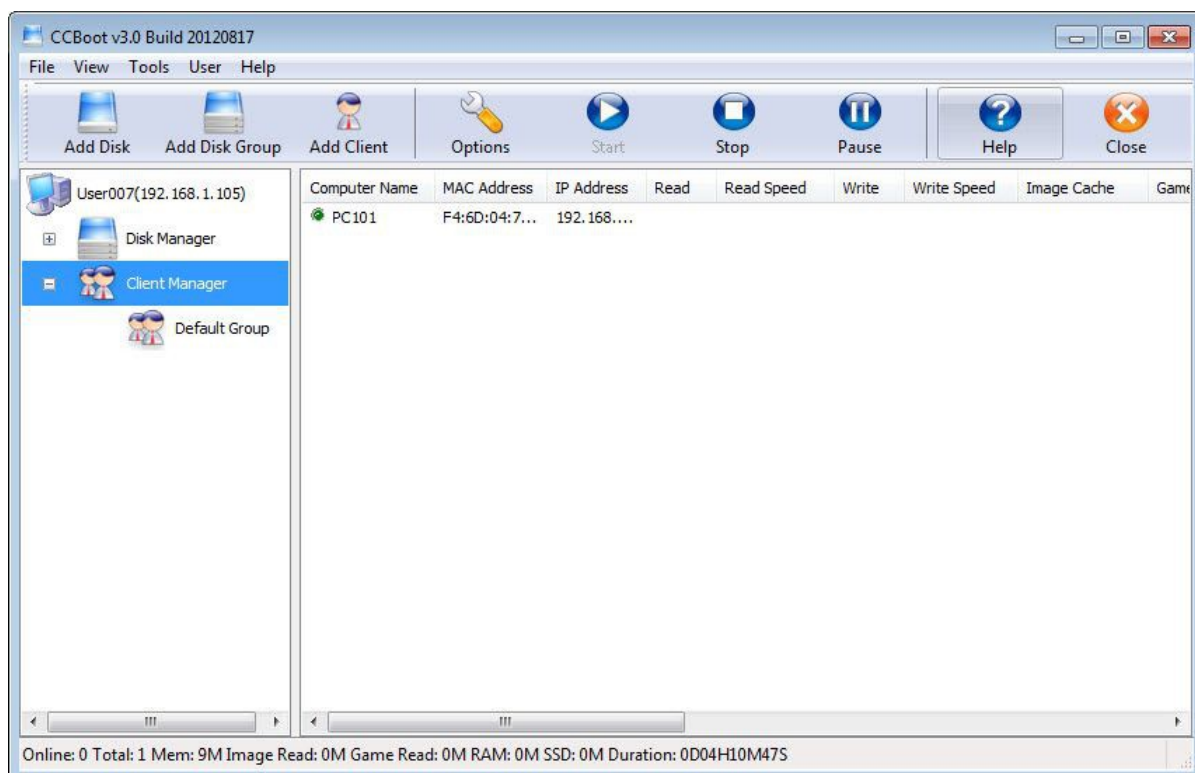 CCBoot v3.0 Build 20120817
File View Tools User Help
Add Disk Add Disk Group Add Client Options Start Stop Pause Help Close
User007(192.168.1.105)
Disk Manager
Client Manager
Default Group
Computer Name MAC Address IP Address Read Read Speed Write Write Speed Image Cache Game
PC101 F4:6D:04:7... 192.168....
Online: 0 Total: 1 Mem: 9M Image Read: 0M Game Read: 0M RAM: 0M SSD: 0M Duration: 0D04H10M47S